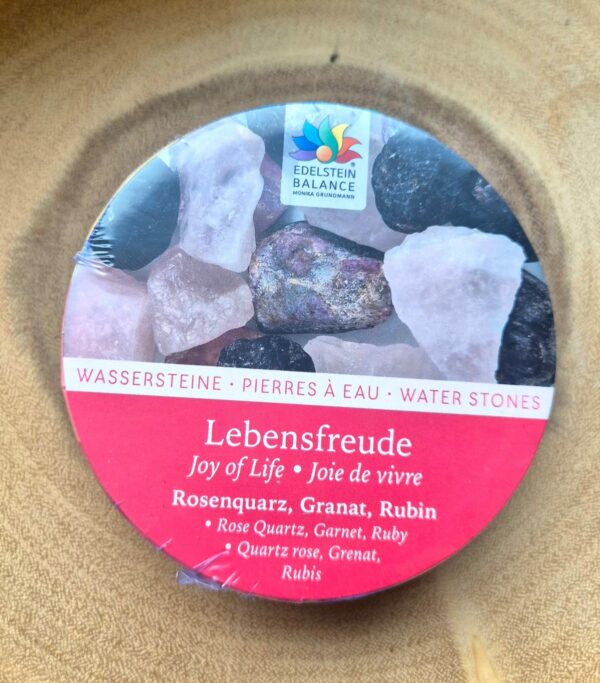 EDELSTEIN
BALANCE®
MONIKA GRUNDMANN
WASSERSTEINE • PIERRES À EAU • WATER STONES
Lebensfreude
Joy of Life • Joie de vivre
Rosenquarz, Granat, Rubin
• Rose Quartz, Garnet, Ruby
• Quartz rose, Grenat,
Rubis